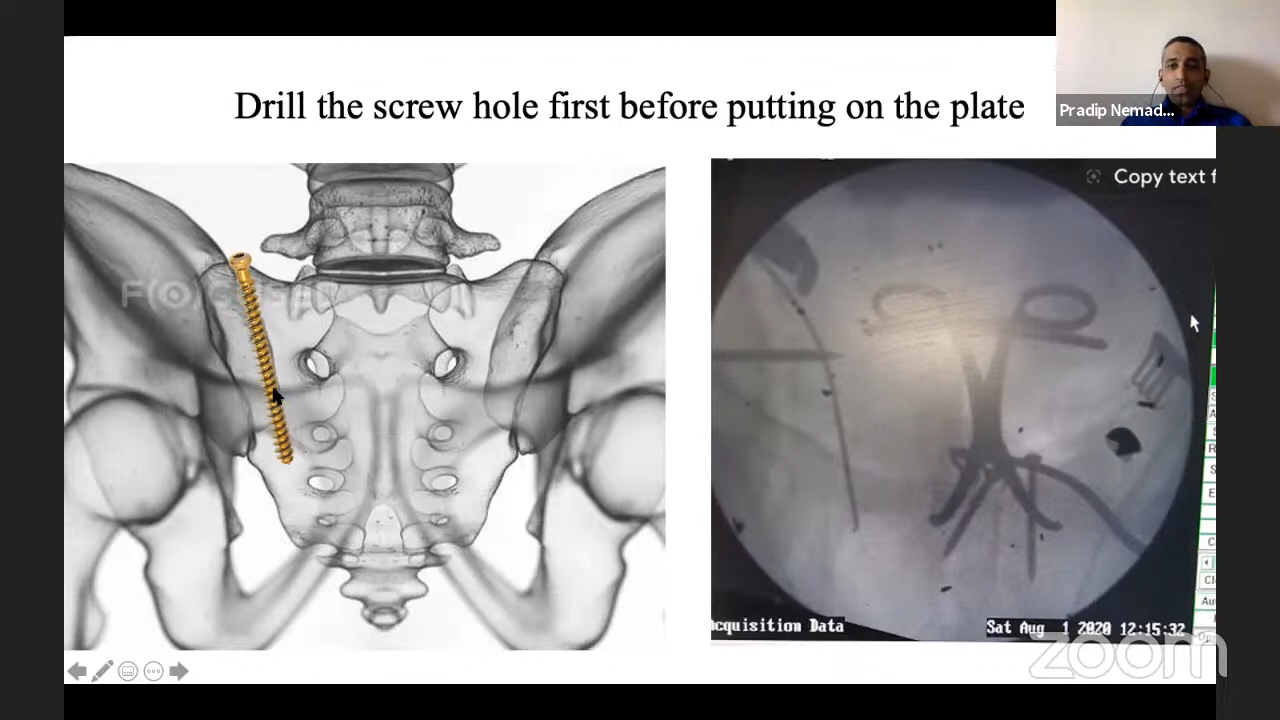 Drill the screw hole first before putting on the plate
Pradip Nemad...
Copy text f
cquisition Data
Sat Aug 1 2020 12:15:32
zoom